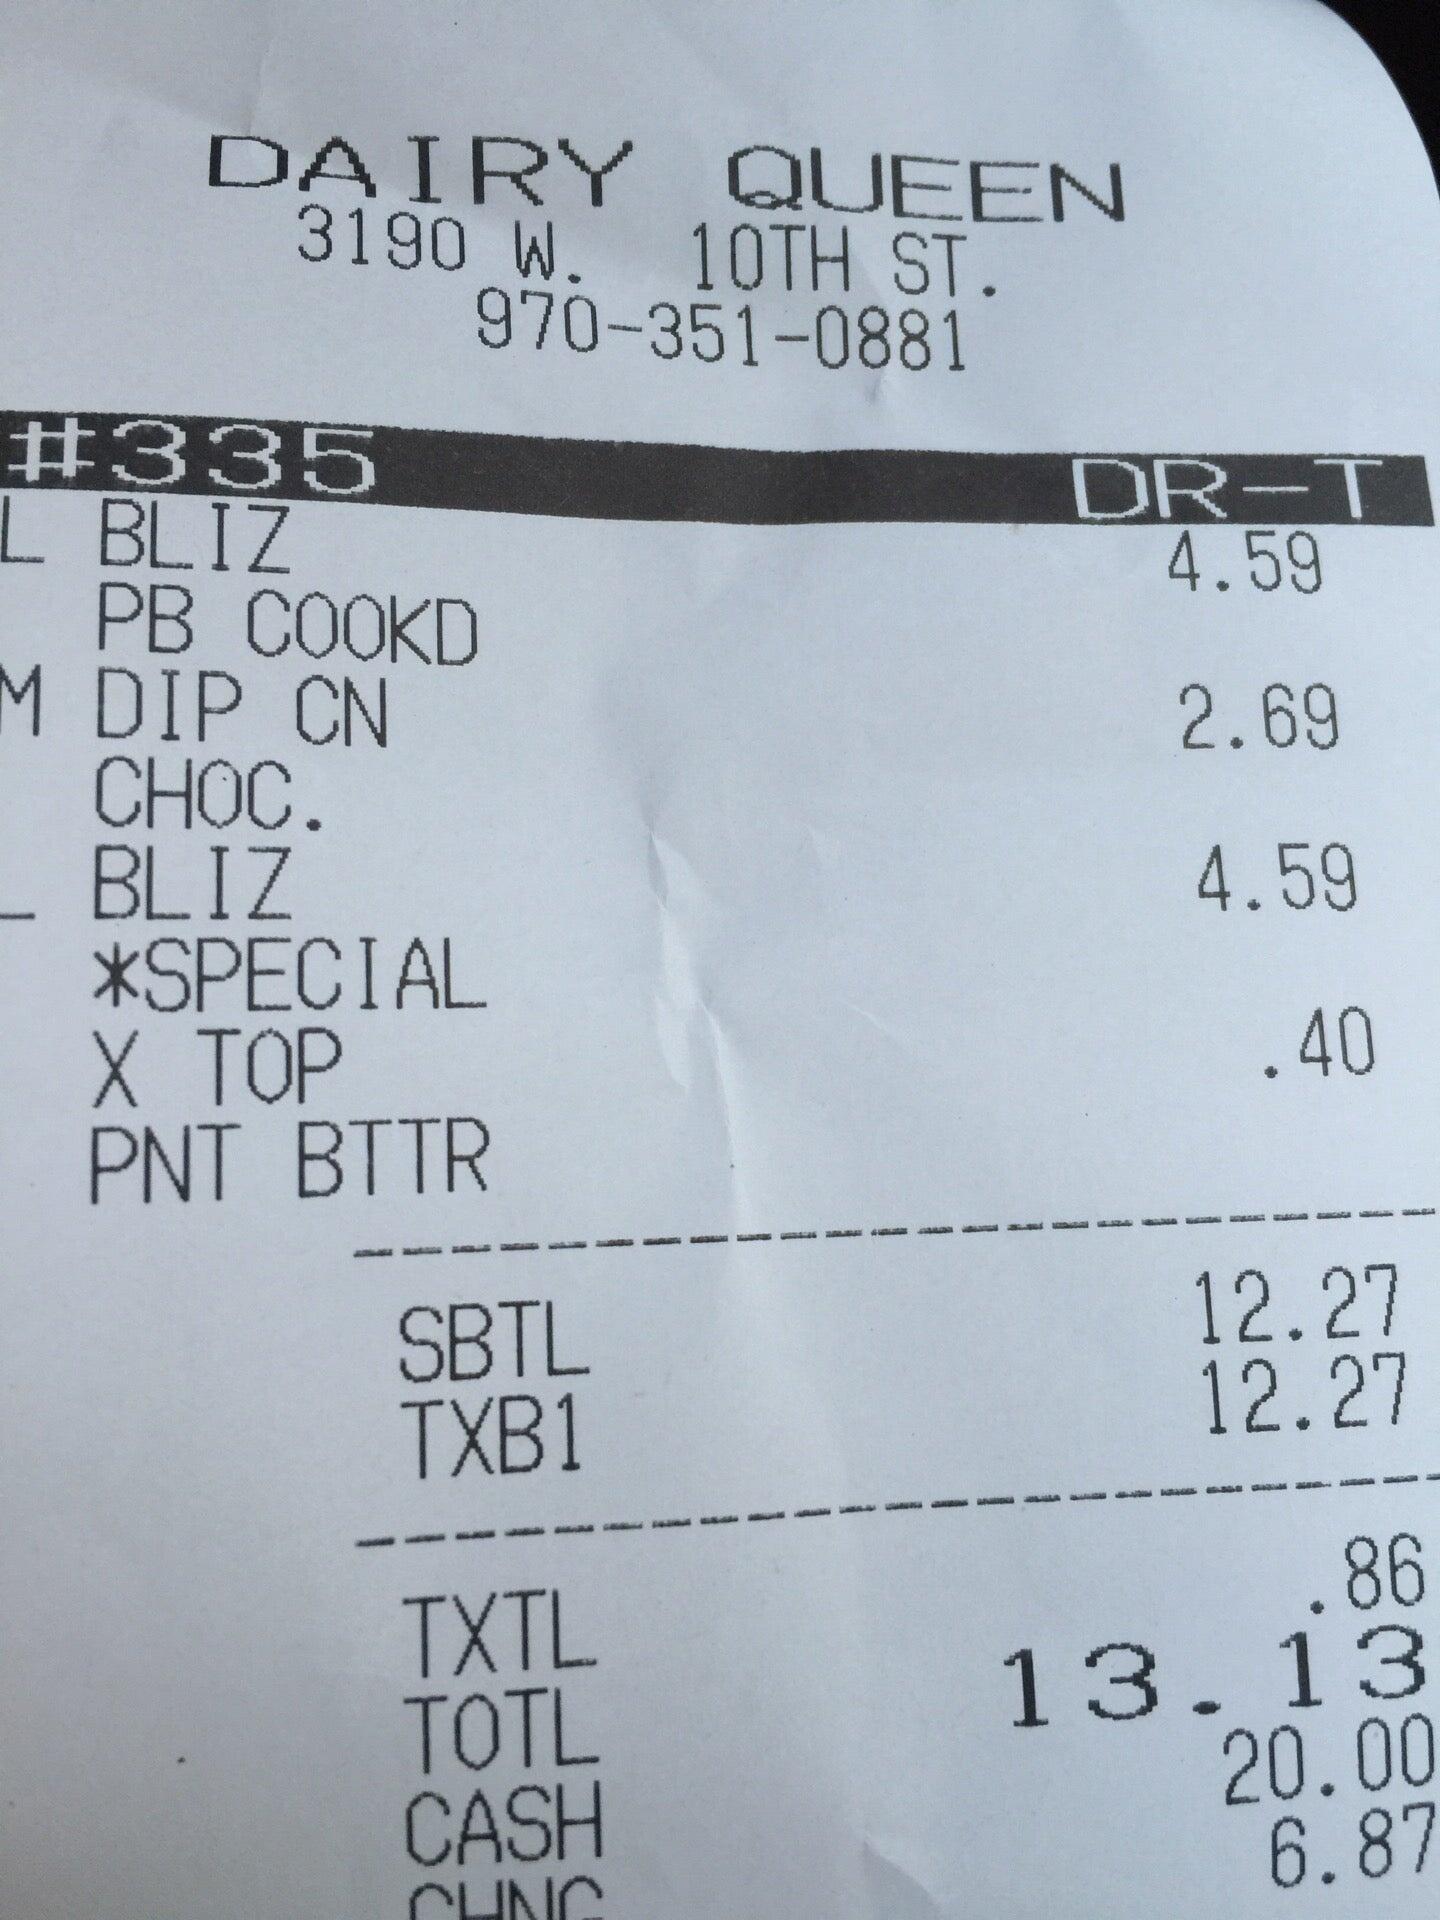 DAIRY QUEEN
3190 W. 10TH ST.
970-351-0881
#335 DR-T
L BLIZ 4.59
PB COOKD
M DIP CN 2.69
CHOC.
L BLIZ 4.59
*SPECIAL
X TOP .40
PNT BTTR
SBTL 12.27
TXB1 12.27
TXTL .86
TOTL 13.13
CASH 20.00
CHNG 6.87